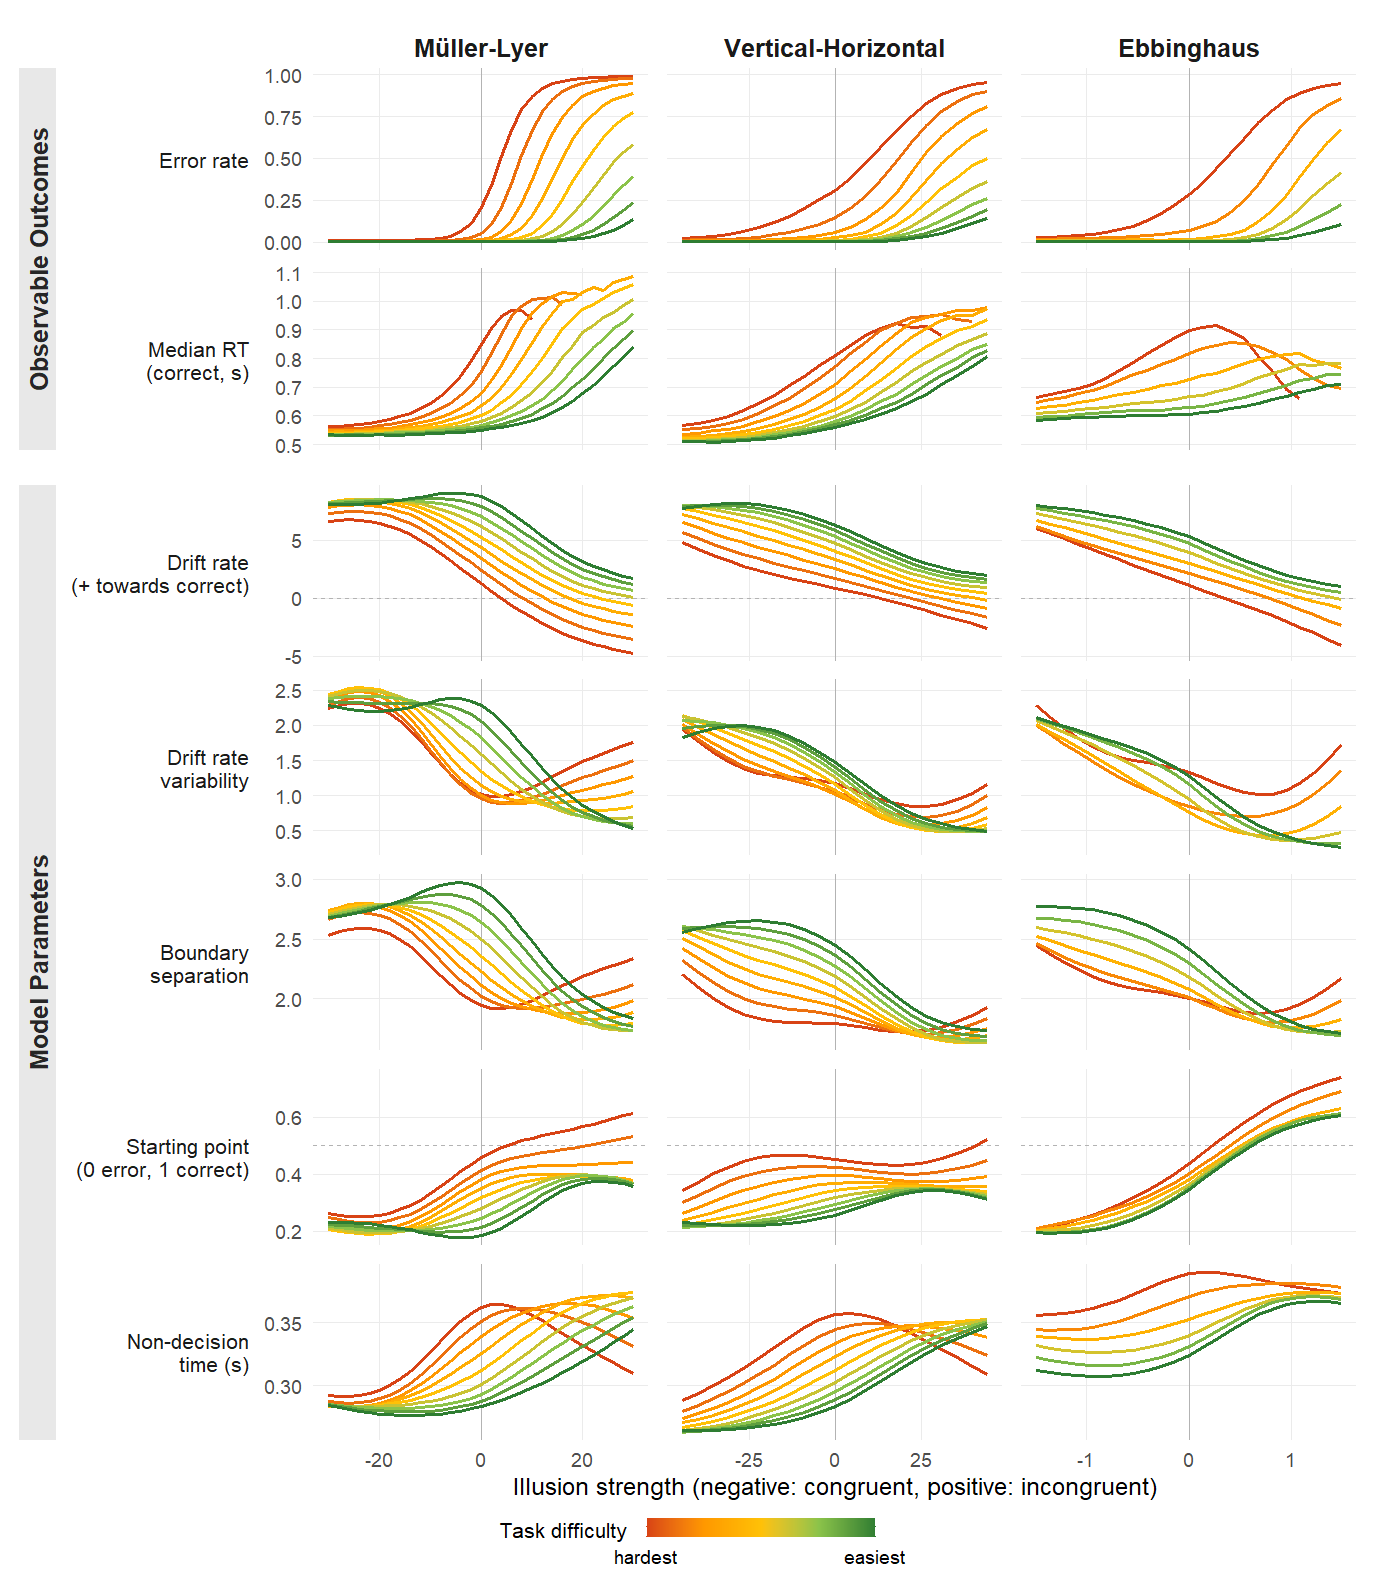 Müller-Lyer
Vertical-Horizontal
Ebbinghaus
Observable Outcomes
Error rate
1.00
0.75
0.50
0.25
0.00
Median RT
(correct, s)
1.1
1.0
0.9
0.8
0.7
0.6
0.5
Model Parameters
Drift rate
(+ towards correct)
5
0
-5
Drift rate
variability
2.5
2.0
1.5
1.0
0.5
Boundary
separation
3.0
2.5
2.0
Starting point
(0 error, 1 correct)
0.6
0.4
0.2
Non-decision
time (s)
0.35
0.30
-20
0
20
-25
0
25
-1
0
1
Illusion strength (negative: congruent, positive: incongruent)
Task difficulty
hardest
easiest